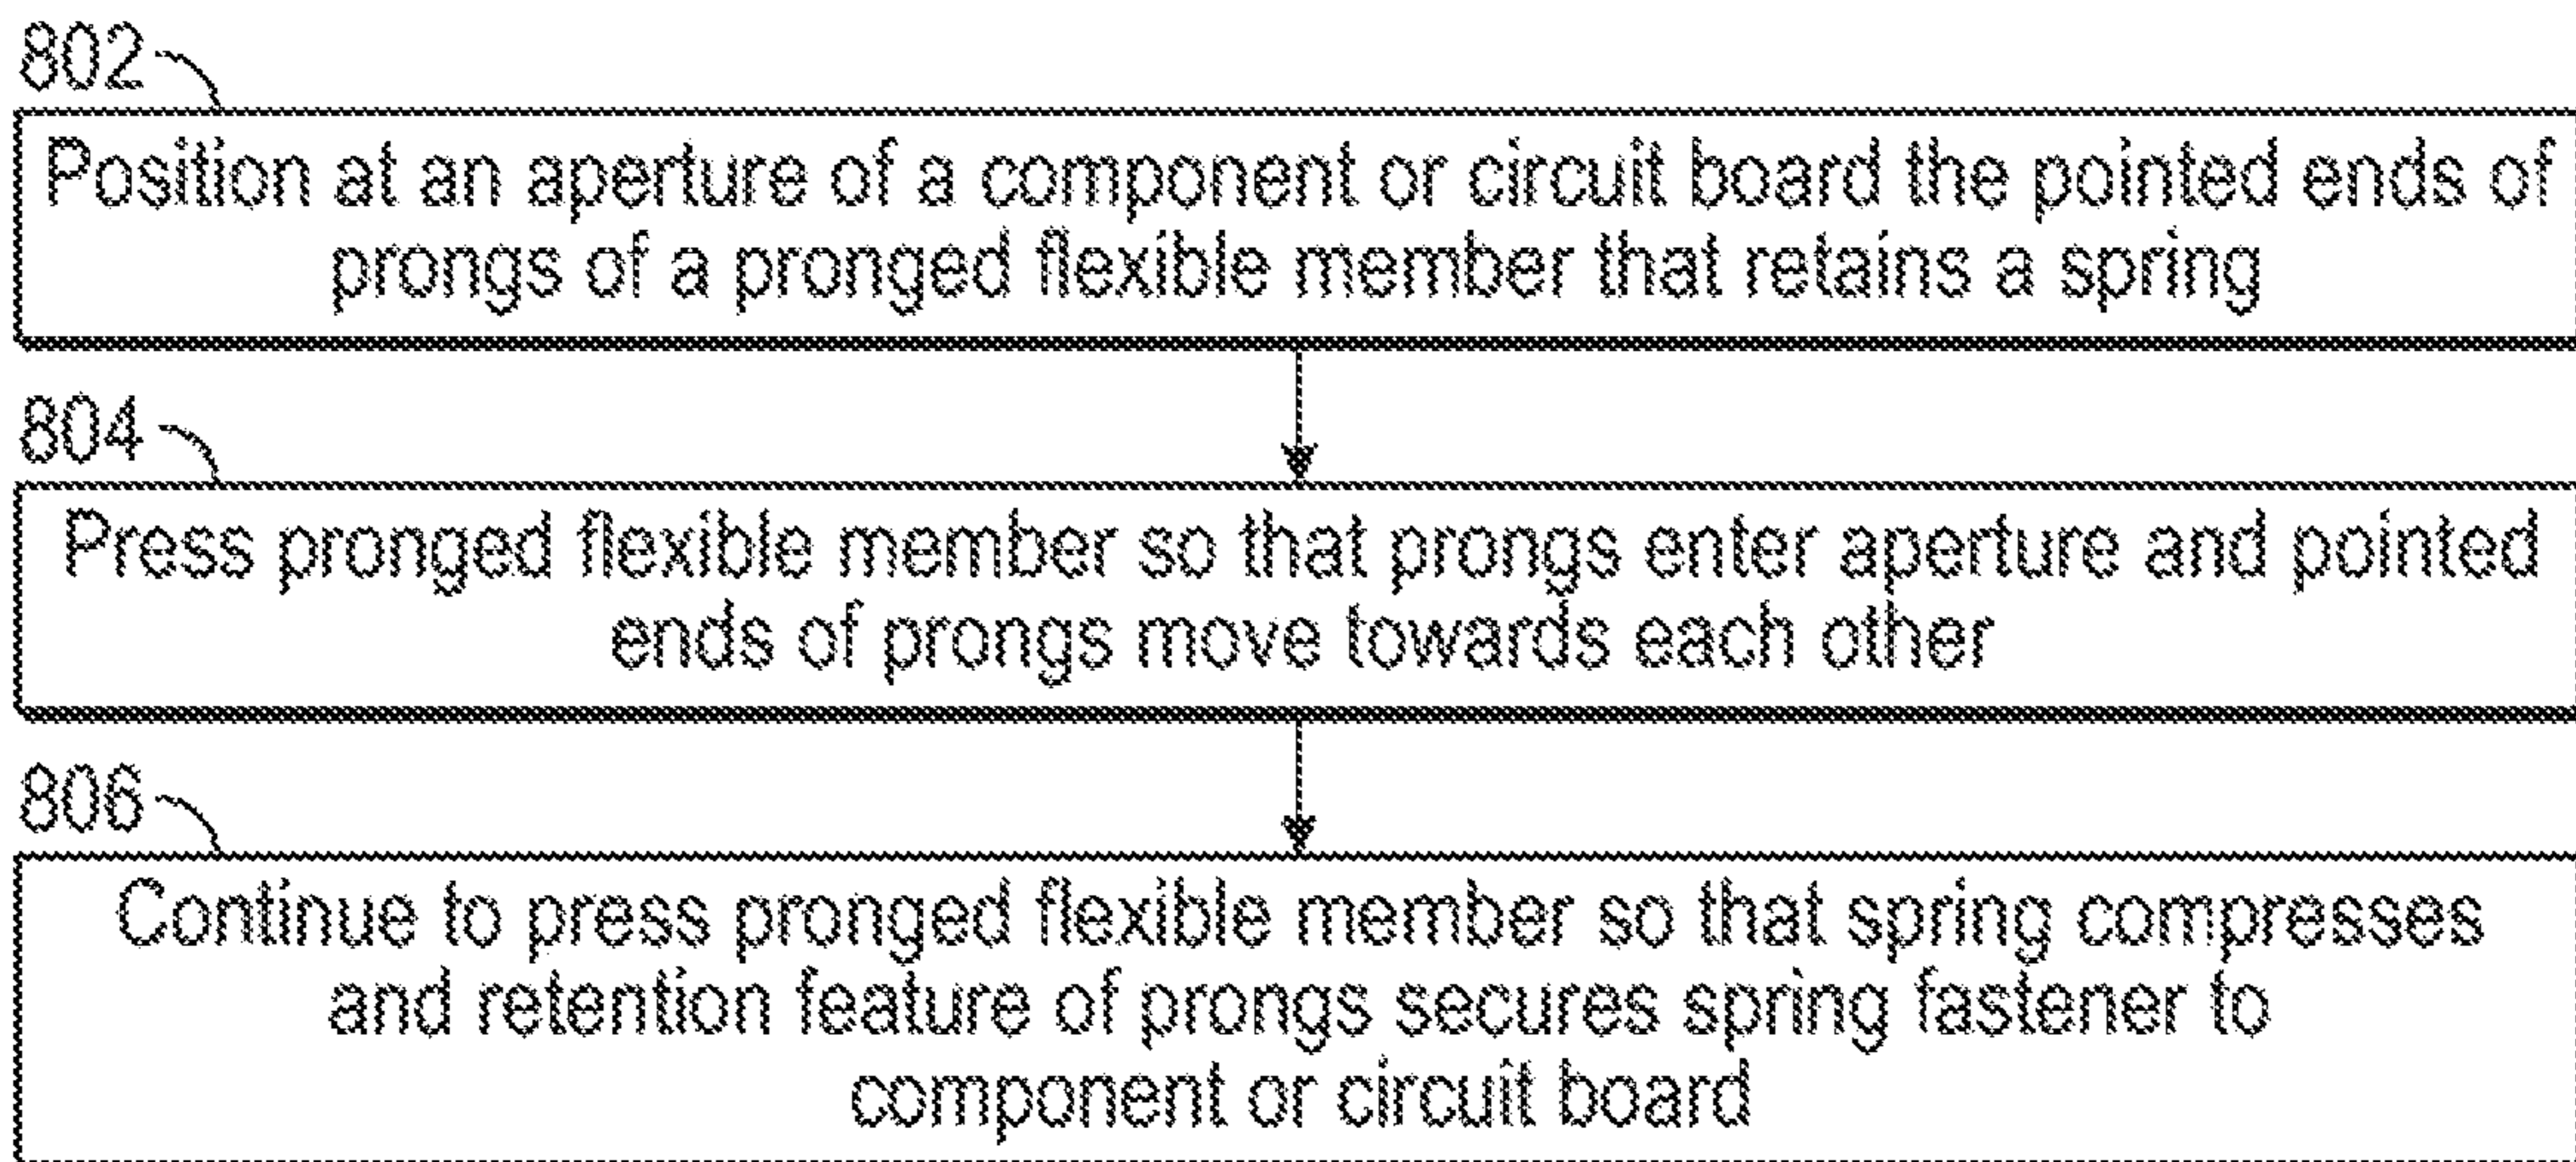 802
Position at an aperture of a component or circuit board the pointed ends of
prongs of a pronged flexible member that retains a spring
804
Press pronged flexible member so that prongs enter aperture and pointed
ends of prongs move towards each other
806
Continue to press pronged flexible member so that spring compresses
and retention feature of prongs secures spring fastener to
component or circuit board